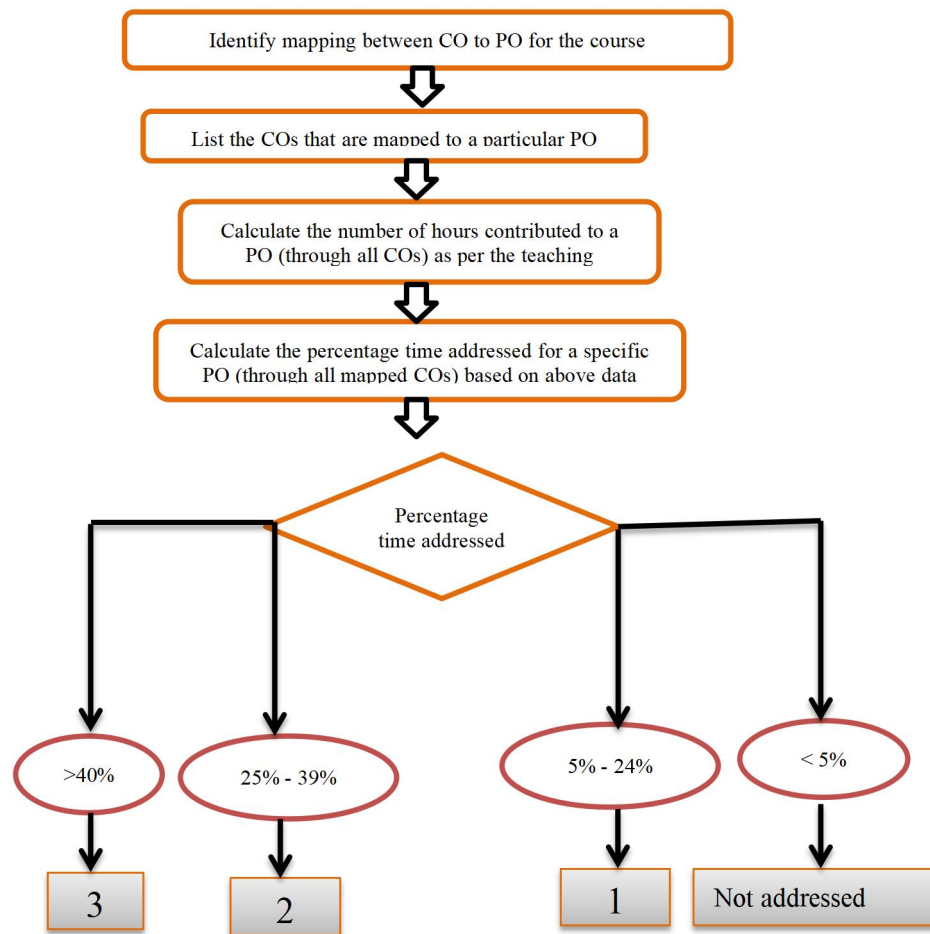 Identify mapping between CO to PO for the course
List the COs that are mapped to a particular PO
Calculate the number of hours contributed to a
PO (through all COs) as per the teaching
Calculate the percentage time addressed for a specific
PO (through all mapped COs) based on above data
Percentage
time addressed
>40%
25% - 39%
5% - 24%
< 5%
3
2
1
Not addressed